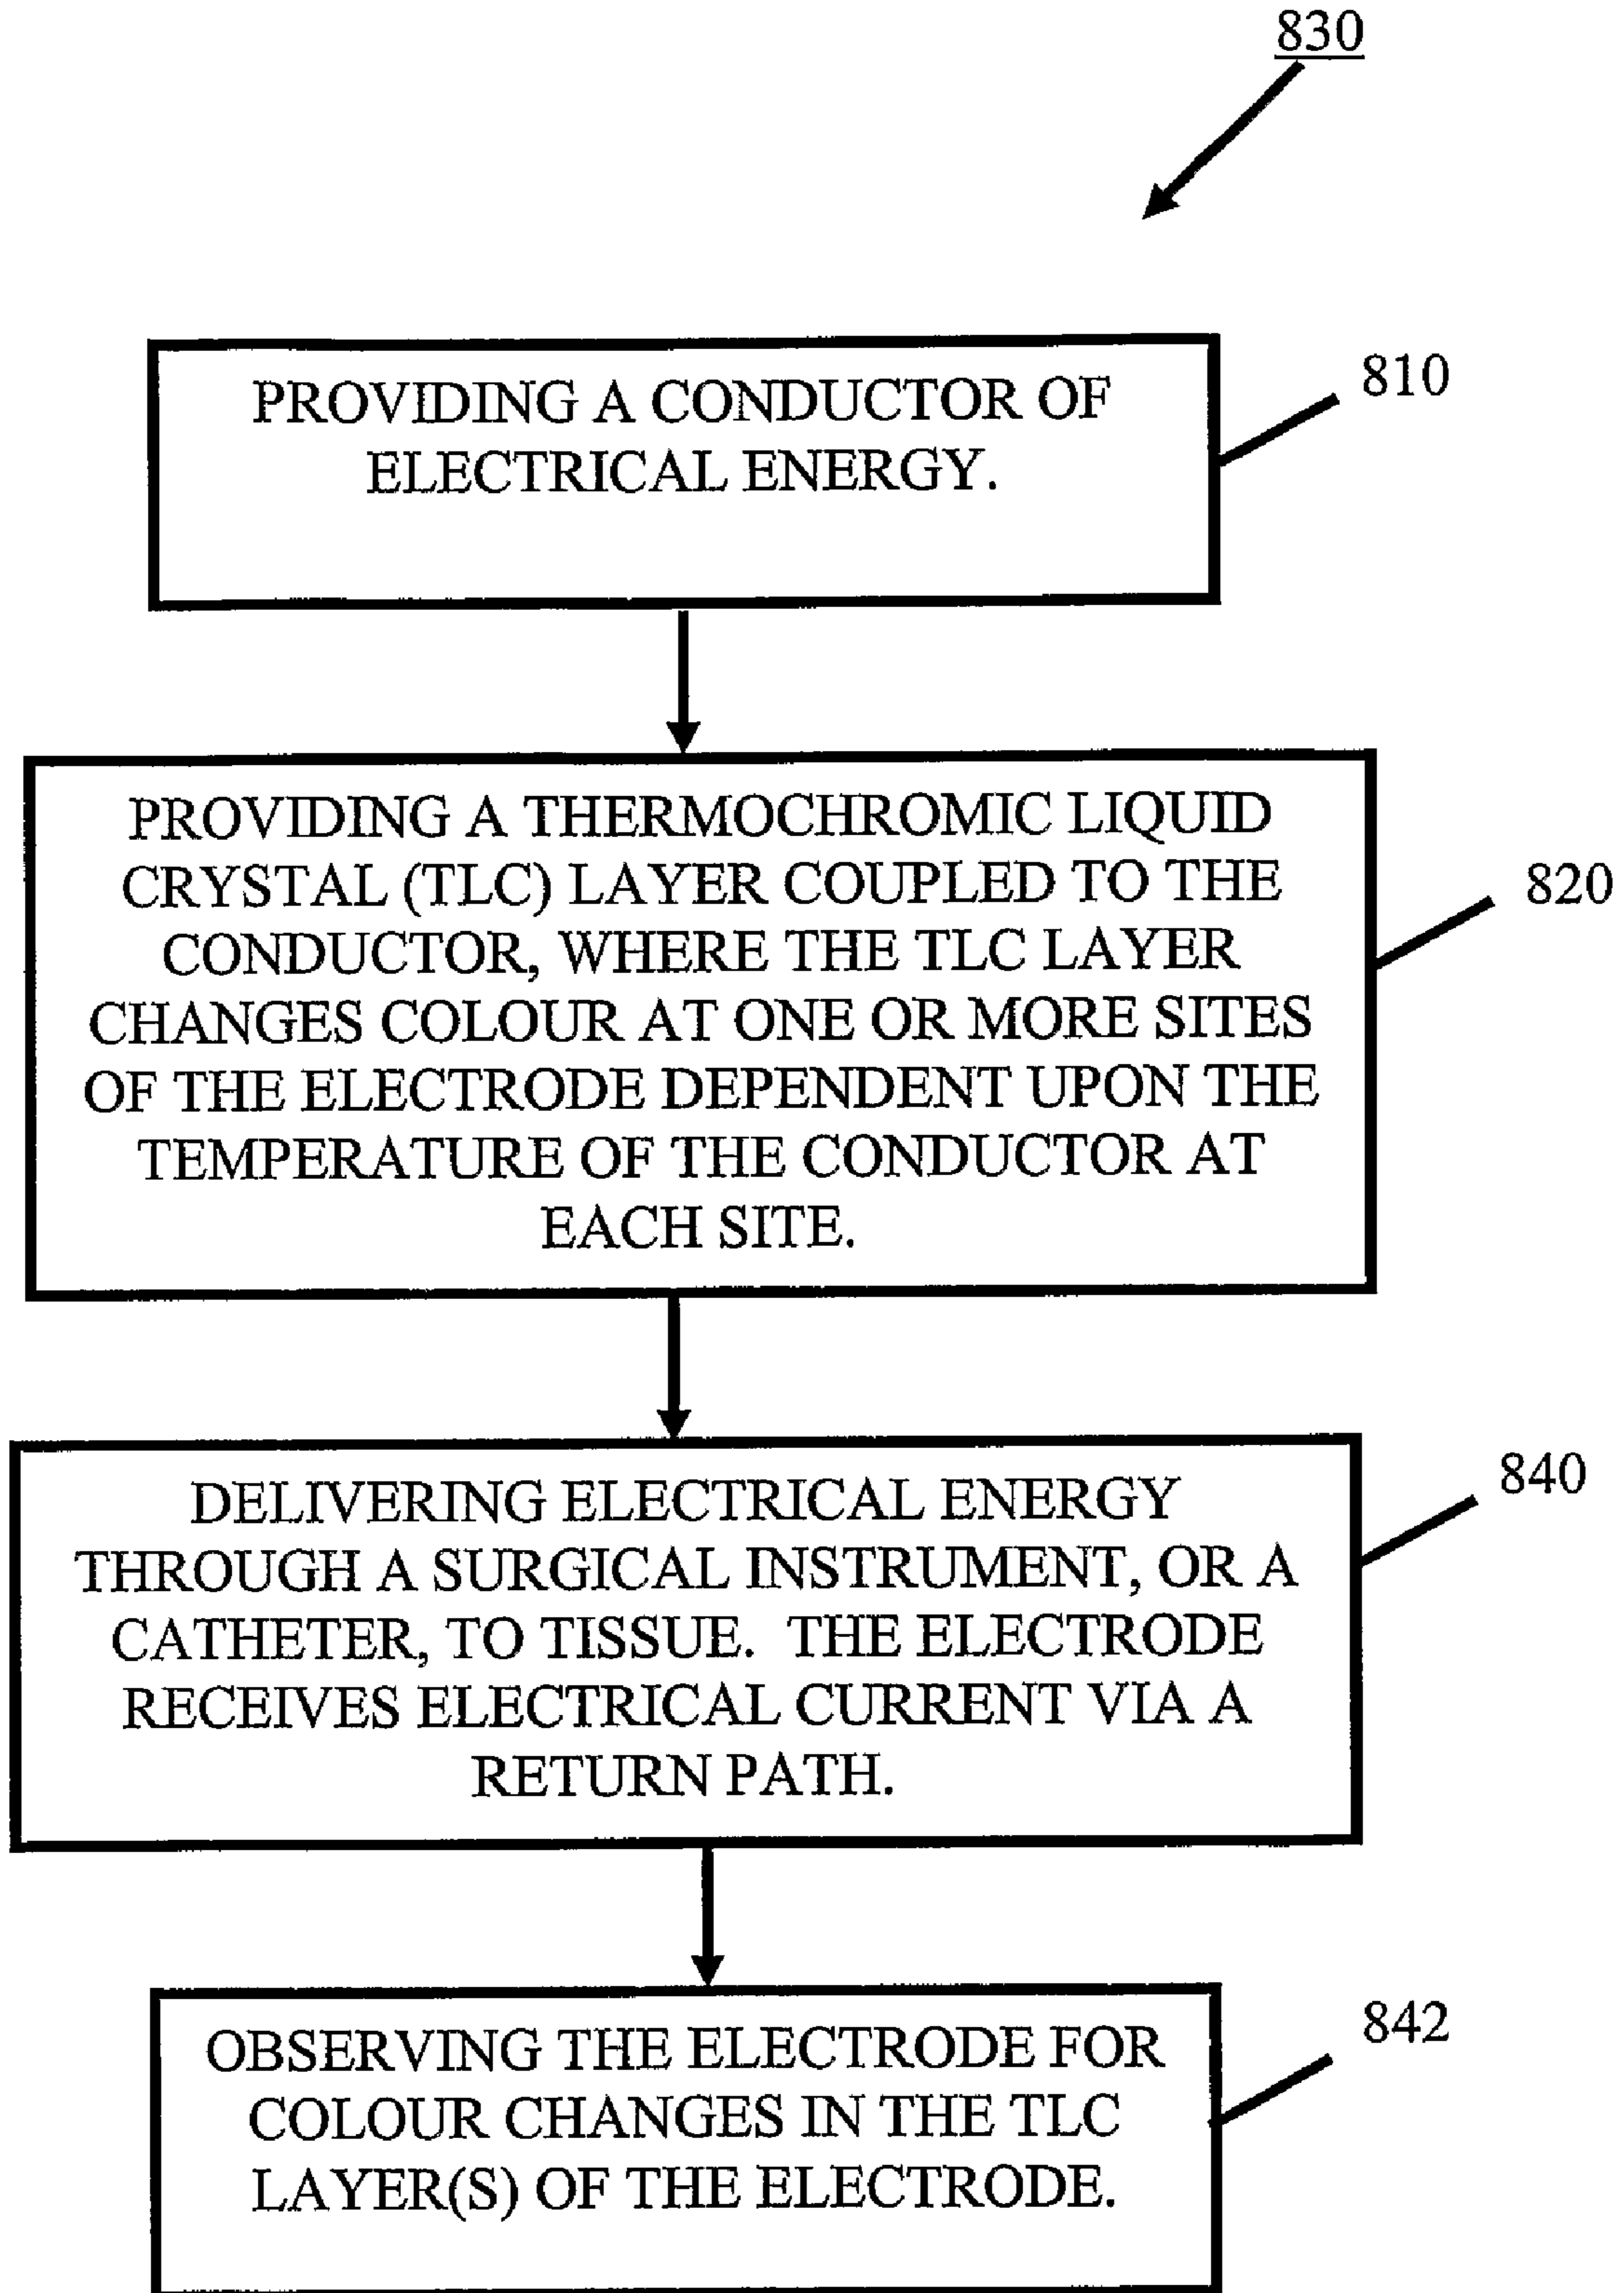 830
PROVIDING A CONDUCTOR OF
ELECTRICAL ENERGY.
810
PROVIDING A THERMOCHROMIC LIQUID
CRYSTAL (TLC) LAYER COUPLED TO THE
CONDUCTOR, WHERE THE TLC LAYER
CHANGES COLOUR AT ONE OR MORE SITES
OF THE ELECTRODE DEPENDENT UPON THE
TEMPERATURE OF THE CONDUCTOR AT
EACH SITE.
820
DELIVERING ELECTRICAL ENERGY
THROUGH A SURGICAL INSTRUMENT, OR A
CATHETER, TO TISSUE. THE ELECTRODE
RECEIVES ELECTRICAL CURRENT VIA A
RETURN PATH.
840
OBSERVING THE ELECTRODE FOR
COLOUR CHANGES IN THE TLC
LAYER(S) OF THE ELECTRODE.
842